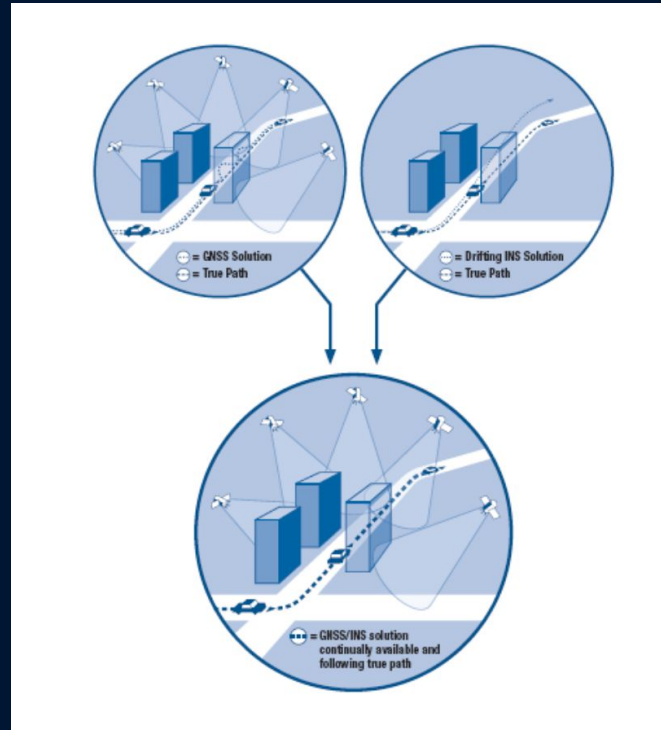 = GNSS Solution
= True Path
= Drifting INS Solution
= True Path
= GNSS/INS solution
continually available and
following true path